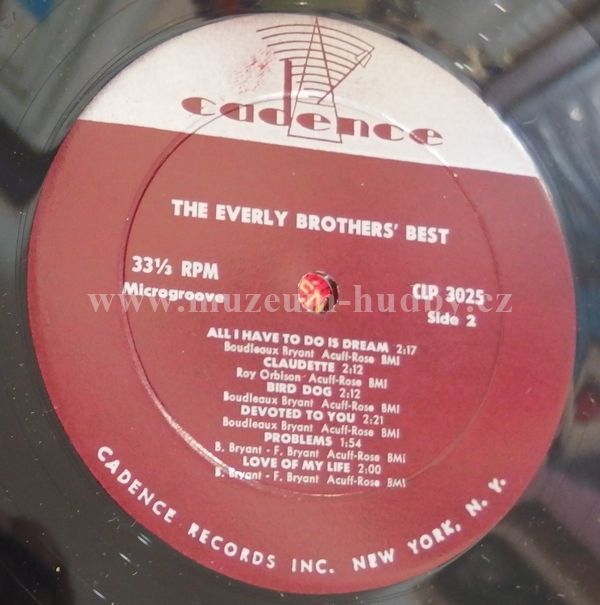 cadence
THE EVERLY BROTHERS' BEST
33⅓ RPM
Microgroove
CLP 3025
Side 2
www.muzeum-hudby.cz
ALL I HAVE TO DO IS DREAM 2:17
Boudleaux Bryant Acuff-Rose BMI
CLAUDETTE 2:12
Roy Orbison Acuff-Rose BMI
BIRD DOG 2:12
Boudleaux Bryant Acuff-Rose BMI
DEVOTED TO YOU 2:21
Boudleaux Bryant Acuff-Rose BMI
PROBLEMS 1:54
B. Bryant - F. Bryant Acuff-Rose BMI
LOVE OF MY LIFE 2:00
B. Bryant - F. Bryant Acuff-Rose BMI
CADENCE RECORDS INC. NEW YORK, N. Y.